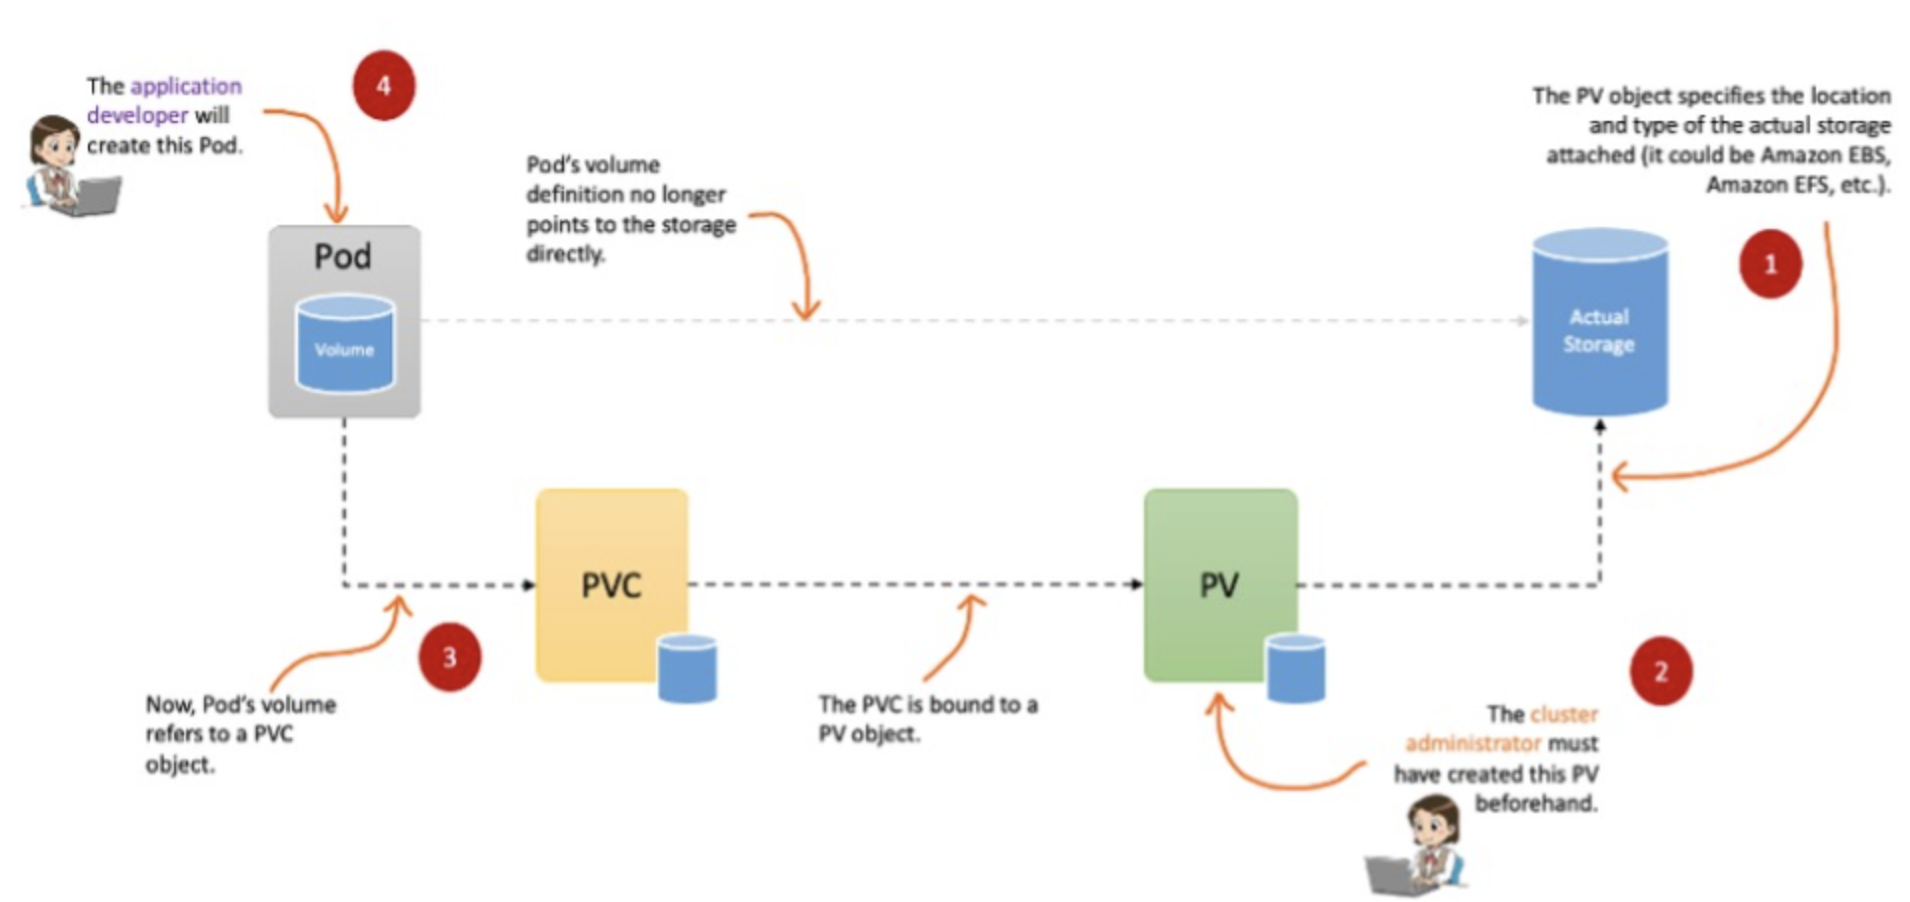 The application
developer will
create this Pod.
4
Pod's volume
definition no longer
points to the storage
directly.
The PV object specifies the location
and type of the actual storage
attached (it could be Amazon EBS,
Amazon EFS, etc.).
1
Pod
Volume
Actual
Storage
PVC
PV
3
Now, Pod's volume
refers to a PVC
object.
The PVC is bound to a
PV object.
2
The cluster
administrator must
have created this PV
beforehand.